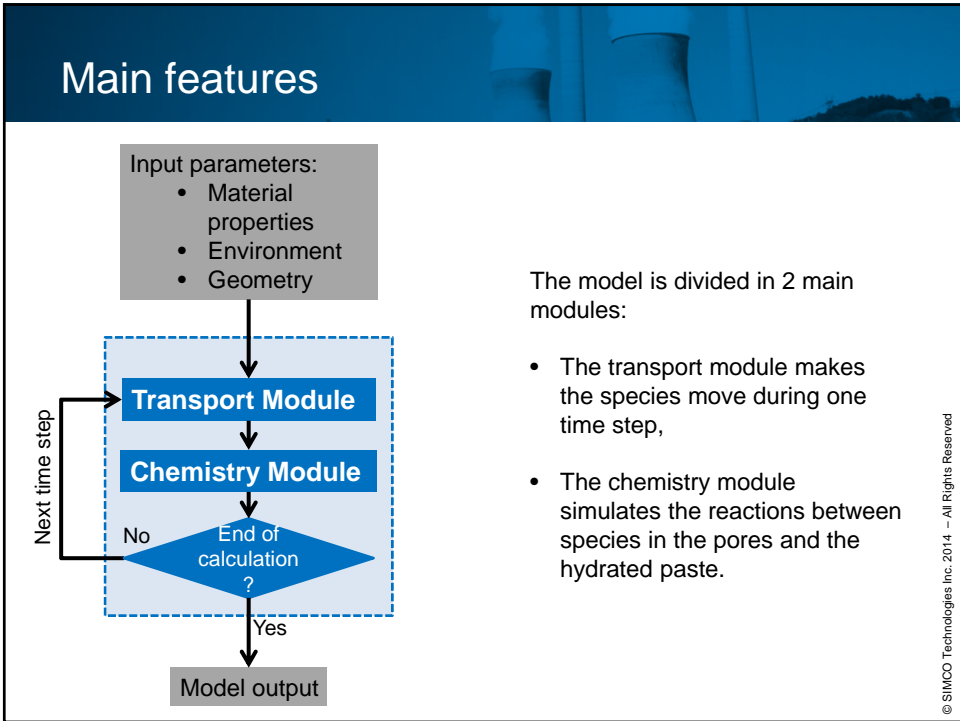 Main features
Input parameters:
• Material
properties
• Environment
• Geometry
Transport Module
Chemistry Module
End of
calculation
?
No
Next time step
Yes
Model output
The model is divided in 2 main
modules:
• The transport module makes
the species move during one
time step,
• The chemistry module
simulates the reactions between
species in the pores and the
hydrated paste.
© SIMCO Technologies Inc. 2014 – All Rights Reserved